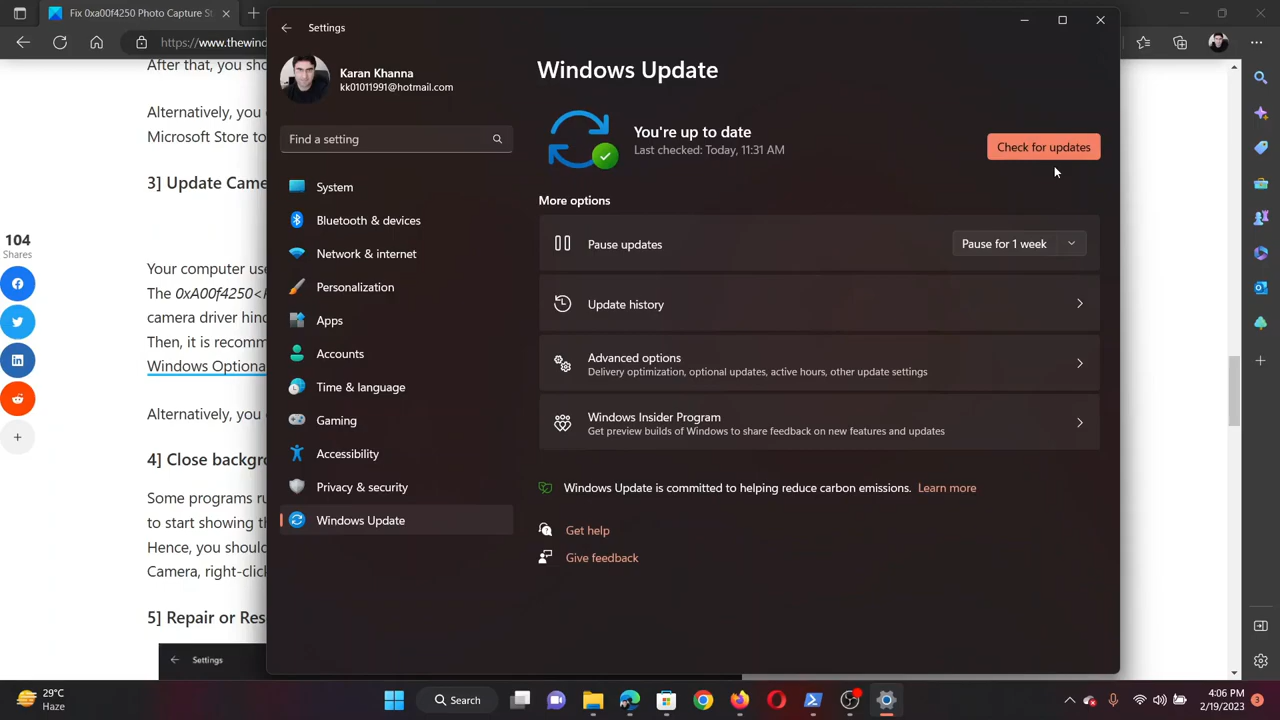 Fix 0xa00f4250 Photo Capture St
https://www.thewind
After that, you sho
Alternatively, you
Microsoft Store to
3] Update Came
104
Shares
Your computer use
The 0xA00f4250<
camera driver hind
Then, it is recomm
Windows Optiona
Alternatively, you
4] Close backgro
Some programs ru
to start showing th
Hence, you should
Camera, right-click
5] Repair or Res
Settings
Settings
Karan Khanna
kk01011991@hotmail.com
Find a setting
System
Bluetooth & devices
Network & internet
Personalization
Apps
Accounts
Time & language
Gaming
Accessibility
Privacy & security
Windows Update
Windows Update
You're up to date
Last checked: Today, 11:31 AM
Check for updates
More options
Pause updates
Pause for 1 week
Update history
Advanced options
Delivery optimization, optional updates, active hours, other update settings
Windows Insider Program
Get preview builds of Windows to share feedback on new features and updates
Windows Update is committed to helping reduce carbon emissions. Learn more
Get help
Give feedback
29°C
Haze
Search
4:06 PM
2/19/2023
3